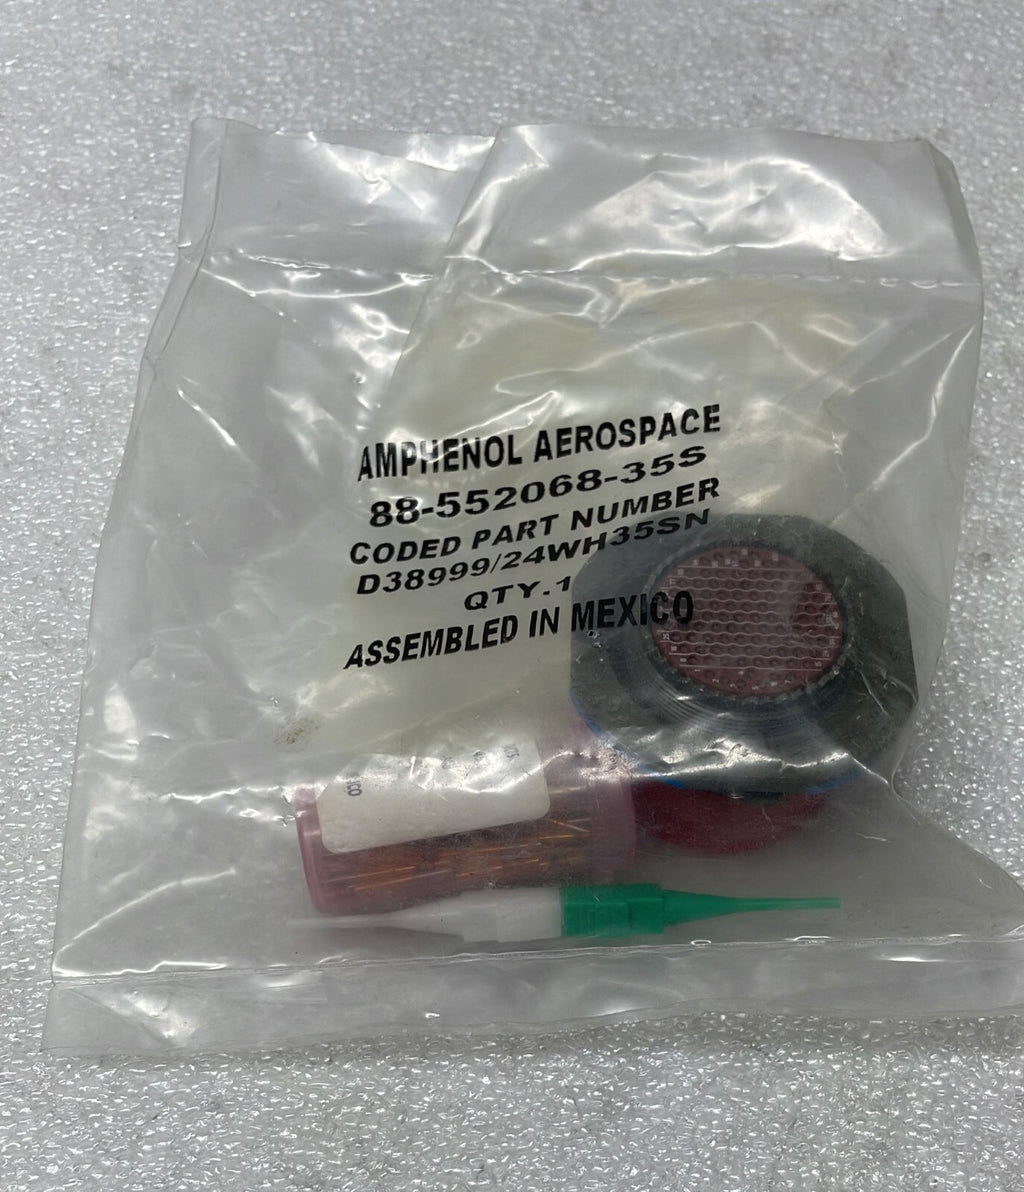 AMPHENOL AEROSPACE
88-552068-35S
CODED PART NUMBER
D38999/24WH35SN
QTY.1
ASSEMBLED IN MEXICO